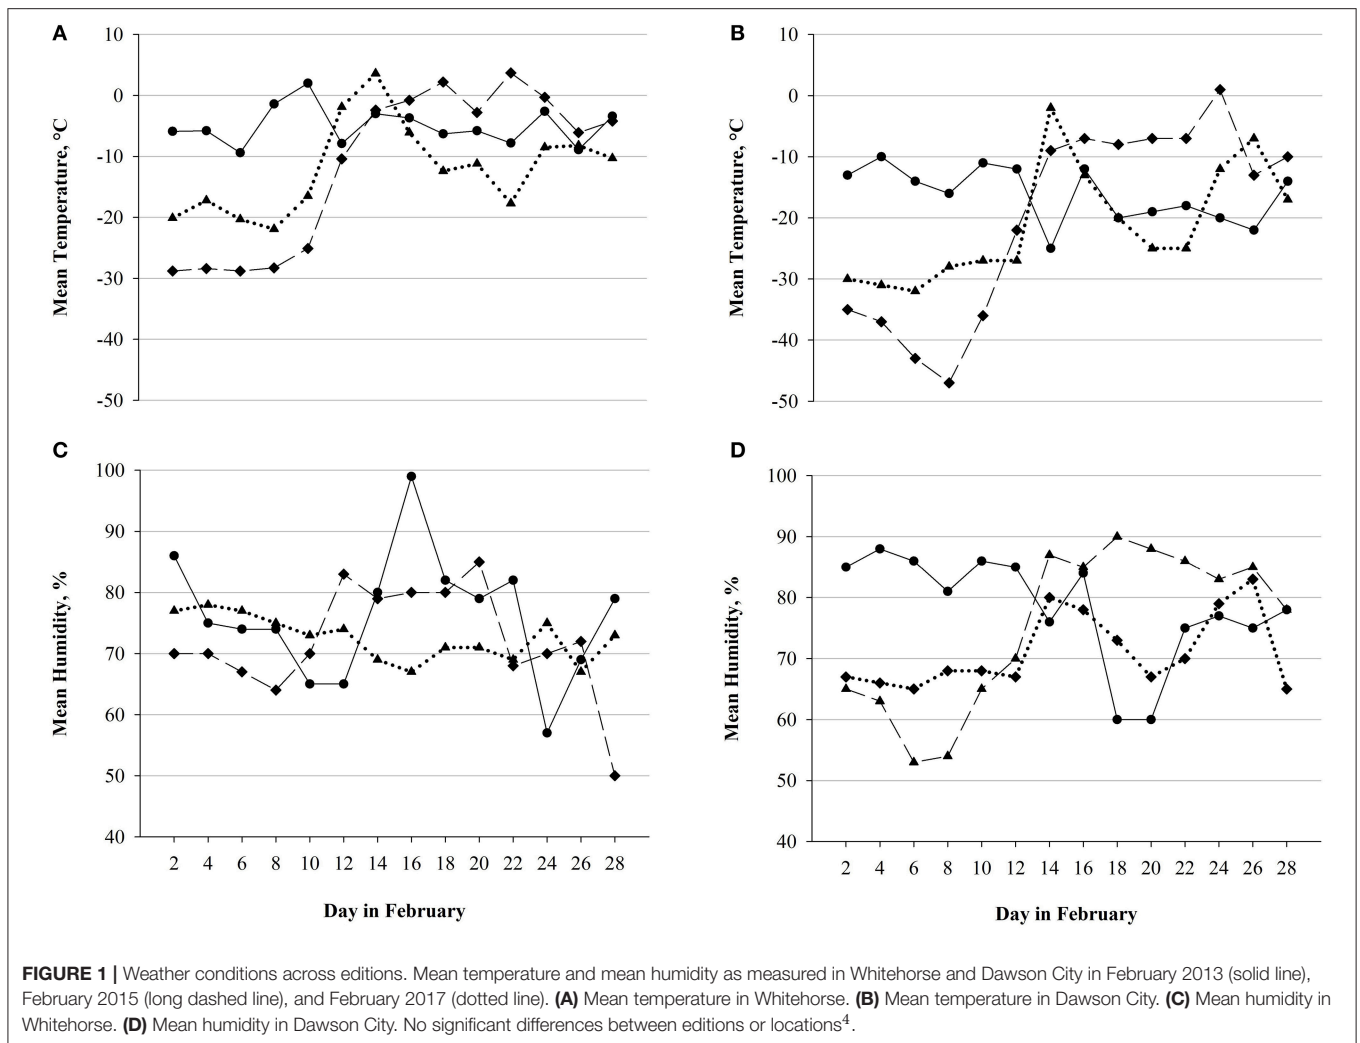 A
10
0
-10
-20
-30
-40
-50
Mean Temperature, °C
B
10
0
-10
-20
-30
-40
-50
Mean Temperature, °C
C
100
90
80
70
60
50
40
Mean Humidity, %
2 4 6 8 10 12 14 16 18 20 22 24 26 28
Day in February
D
100
90
80
70
60
50
40
Mean Humidity, %
2 4 6 8 10 12 14 16 18 20 22 24 26 28
Day in February
FIGURE 1 | Weather conditions across editions. Mean temperature and mean humidity as measured in Whitehorse and Dawson City in February 2013 (solid line),
February 2015 (long dashed line), and February 2017 (dotted line). (A) Mean temperature in Whitehorse. (B) Mean temperature in Dawson City. (C) Mean humidity in
Whitehorse. (D) Mean humidity in Dawson City. No significant differences between editions or locations⁴.